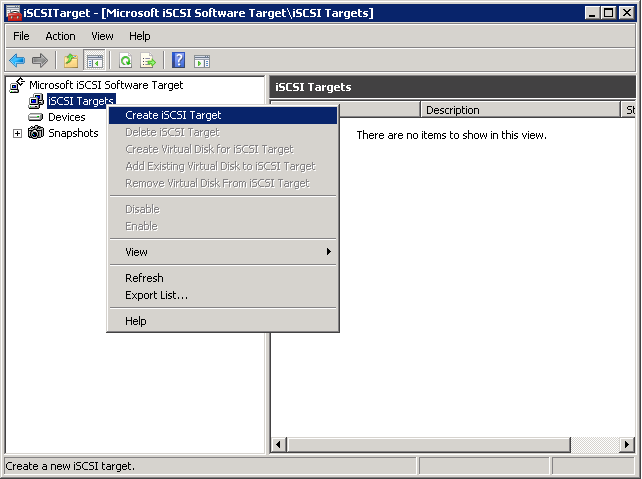 iSCSITarget - [Microsoft iSCSI Software Target\iSCSI Targets]
File Action View Help
Microsoft iSCSI Software Target
iSCSI Targets
Devices
Snapshots
Create iSCSI Target
Delete iSCSI Target
Create Virtual Disk for iSCSI Target
Add Existing Virtual Disk to iSCSI Target
Remove Virtual Disk From iSCSI Target
Disable
Enable
View
Refresh
Export List...
Help
iSCSI Targets
Description St
There are no items to show in this view.
Create a new iSCSI target.